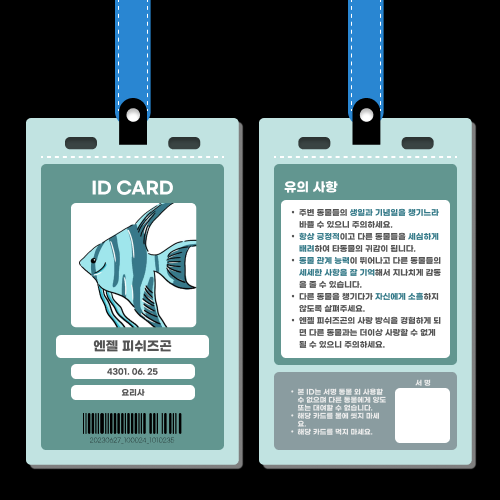 ID CARD
엔젤 피쉬즈곤
4301. 06. 25
요리사
20230627_100024_1010235
유의 사항
• 주변 동물들의 생일과 기념일을 챙기느라
바쁠 수 있으니 주의하세요.
• 항상 긍정적이고 다른 동물들을 세심하게
배려하여 타동물의 귀감이 됩니다.
• 동물 관계 능력이 뛰어나고 다른 동물들의
세세한 사항을 잘 기억해서 지나치게 감동
을 줄 수 있습니다.
• 다른 동물들을 챙기다가 자신에게 소홀하지
않도록 살펴주세요.
• 엔젤 피쉬즈곤의 사랑 방식을 경험하게 되
면 다른 동물과는 더이상 사랑할 수 없게
될 수 있으니 주의하세요.
• 본 ID는 서명 동물 외 사용할
수 없으며 다른 동물에게 양도
또는 대여할 수 없습니다.
• 해당 카드를 물에 씻지 마세
요.
• 해당 카드를 먹지 마세요.
서 명